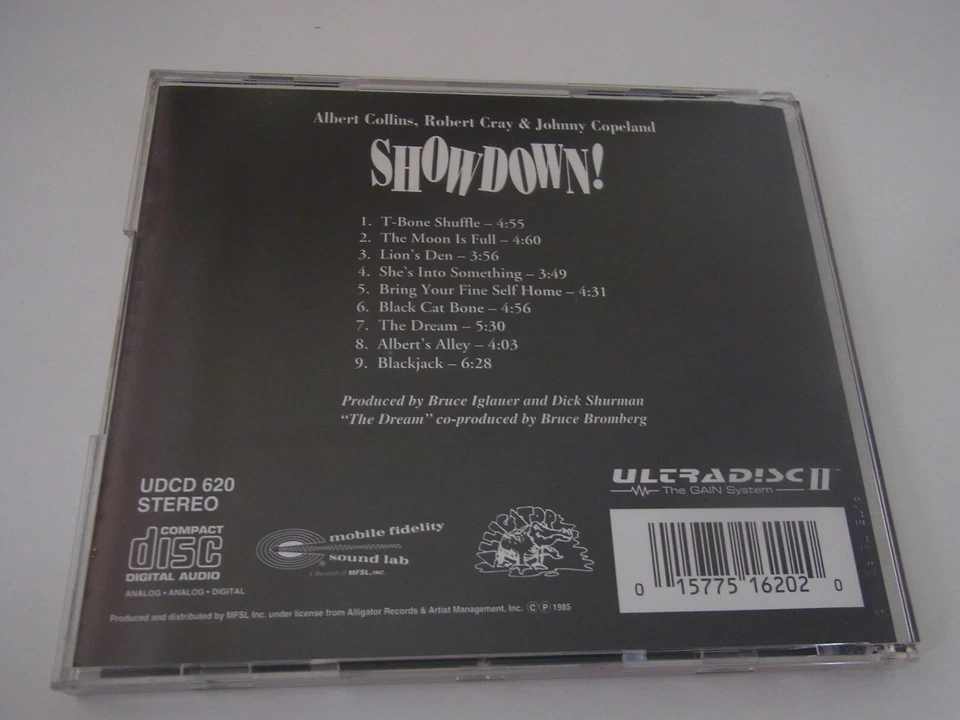 Albert Collins, Robert Cray & Johnny Copeland
SHOWDOWN!
1. T-Bone Shuffle – 4:55
2. The Moon Is Full – 4:60
3. Lion's Den – 3:56
4. She's Into Something – 3:49
5. Bring Your Fine Self Home – 4:31
6. Black Cat Bone – 4:56
7. The Dream – 5:30
8. Albert's Alley – 4:03
9. Blackjack – 6:28
Produced by Bruce Iglauer and Dick Shurman
“The Dream” co-produced by Bruce Bromberg
UDCD 620
STEREO
COMPACT
disc
DIGITAL AUDIO
ANALOG • ANALOG • DIGITAL
mobile fidelity
sound lab
a division of MFSL, INC.
ULTRADISC II™
The GAIN System
0 15775 16202 0
Produced and distributed by MFSL Inc. under license from Alligator Records & Artist Management, Inc. © ℗ 1985